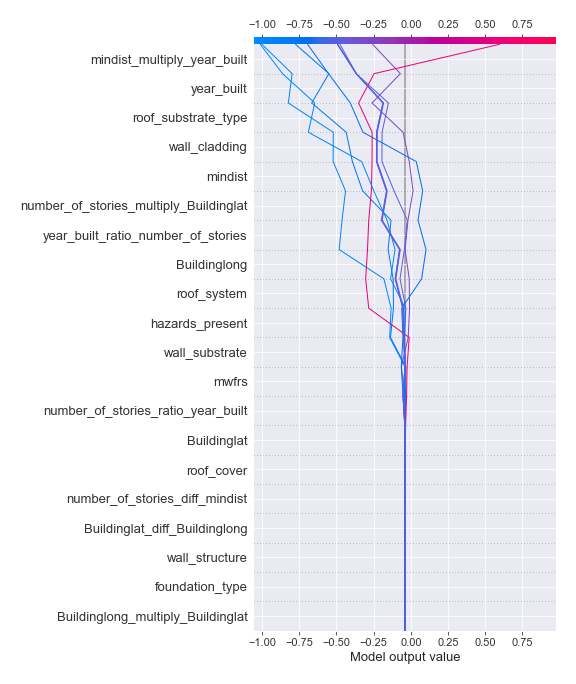 −1.00 −0.75 −0.50 −0.25 0.00 0.25 0.50 0.75
mindist_multiply_year_built
year_built
roof_substrate_type
wall_cladding
mindist
number_of_stories_multiply_Buildinglat
year_built_ratio_number_of_stories
Buildinglong
roof_system
hazards_present
wall_substrate
mwfrs
number_of_stories_ratio_year_built
Buildinglat
roof_cover
number_of_stories_diff_mindist
Buildinglat_diff_Buildinglong
wall_structure
foundation_type
Buildinglong_multiply_Buildinglat
−1.00 −0.75 −0.50 −0.25 0.00 0.25 0.50 0.75
Model output value